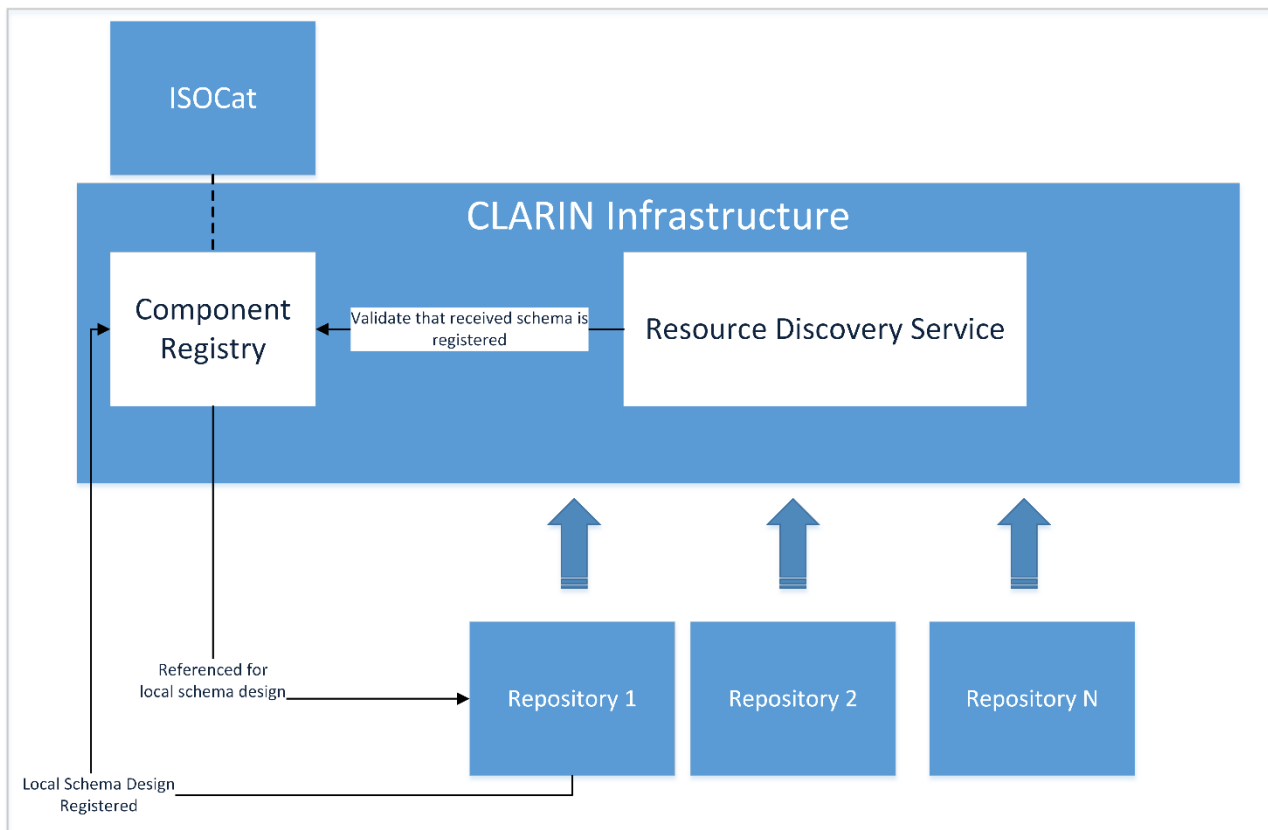 ISOCat
CLARIN Infrastructure
Component
Registry
Validate that received schema is
registered
Resource Discovery Service
Referenced for
local schema design
Repository 1
Repository 2
Repository N
Local Schema Design
Registered